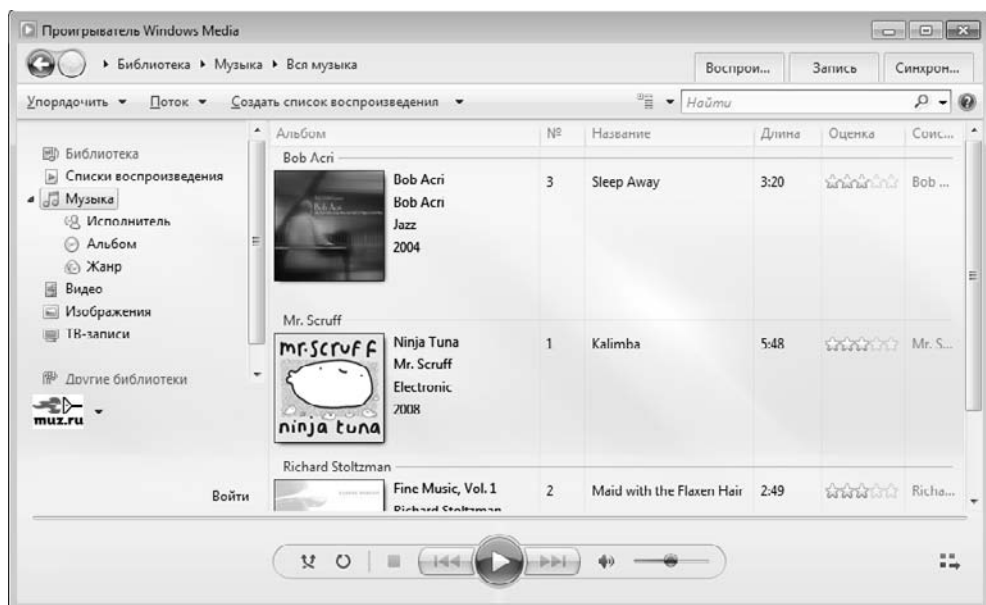 Проигрыватель Windows Media
Библиотека Музыка Вся музыка
Воспрои... Запись Синхрон...
Упорядочить Поток Создать список воспроизведения Найти
Альбом № Название Длина Оценка Соис...
Библиотека
Списки воспроизведения
Музыка
Исполнитель
Альбом
Жанр
Видео
Изображения
ТВ-записи
Другие библиотеки
muz.ru
Войти
Bob Acri
Bob Acri 3 Sleep Away 3:20 Bob ...
Bob Acri
Jazz
2004
Mr. Scruff
mr.scruff
ninja tuna
Ninja Tuna 1 Kalimba 5:48 Mr. S...
Mr. Scruff
Electronic
2008
Richard Stoltzman
Fine Music, Vol. 1 2 Maid with the Flaxen Hair 2:49 Richa...
Richard Stoltzman